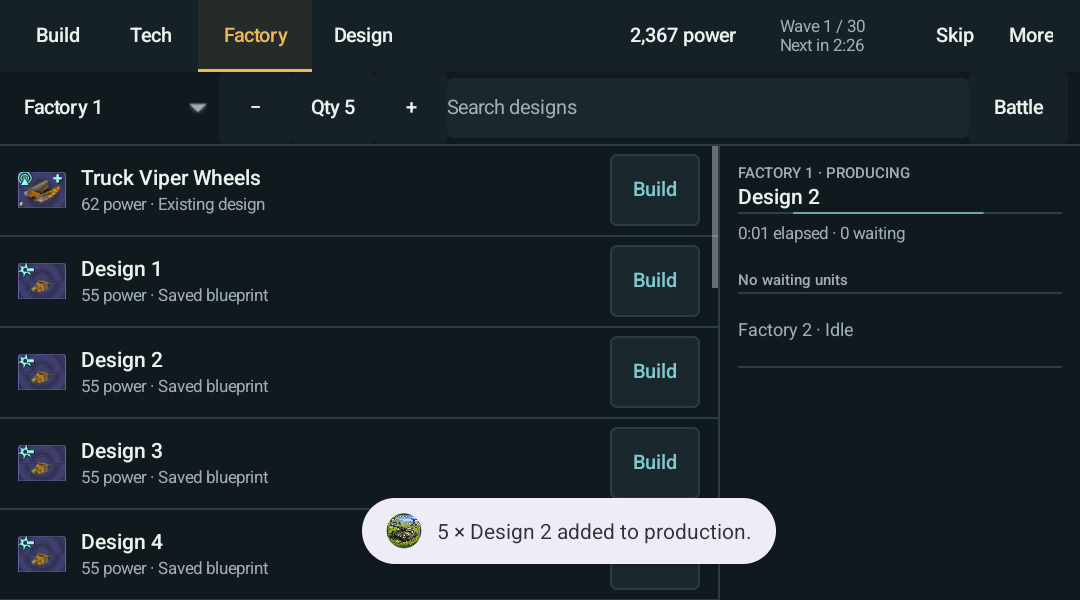 Build
Tech
Factory
Design
2,367 power
Wave 1 / 30
Next in 2:26
Skip
More
Factory 1
−
Qty 5
+
Search designs
Battle
Truck Viper Wheels
62 power · Existing design
Build
Design 1
55 power · Saved blueprint
Build
Design 2
55 power · Saved blueprint
Build
Design 3
55 power · Saved blueprint
Build
Design 4
55 power · Saved blueprint
FACTORY 1 · PRODUCING
Design 2
0:01 elapsed · 0 waiting
No waiting units
Factory 2 · Idle
5 × Design 2 added to production.